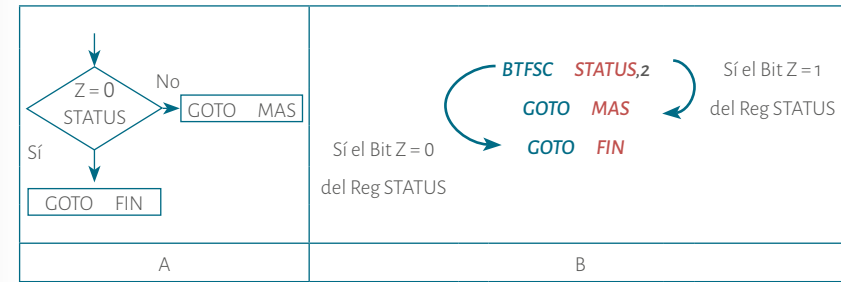 Z = 0
STATUS
No
GOTO MAS
Sí
GOTO FIN
A
BTFSC STATUS,2
GOTO MAS
GOTO FIN
Sí el Bit Z = 1
del Reg STATUS
Sí el Bit Z = 0
del Reg STATUS
B